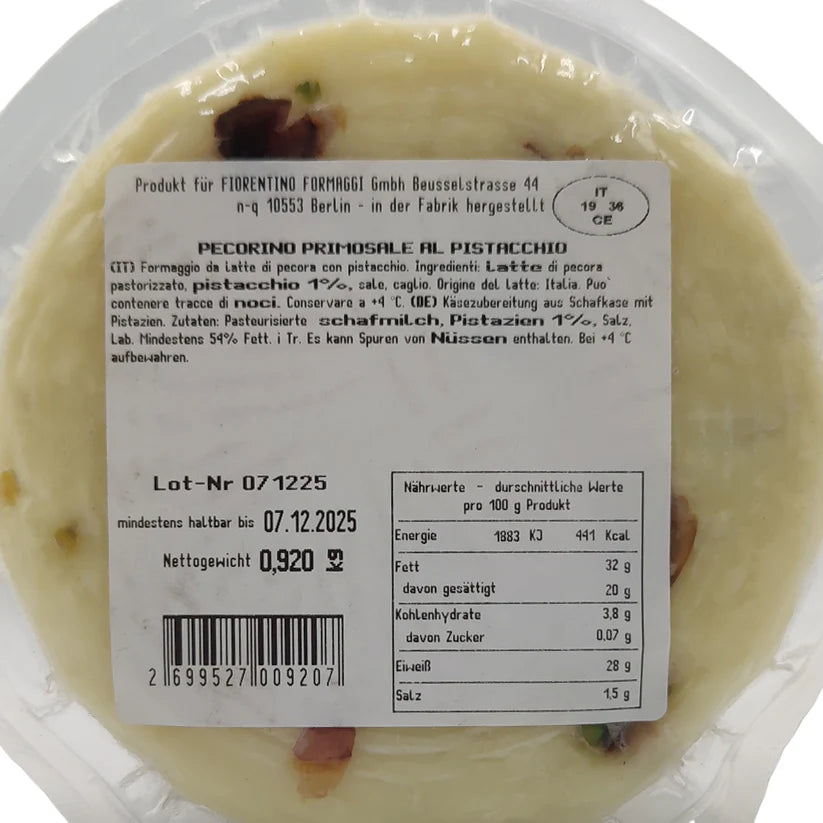 Produkt für FIORENTINO FORMAGGI Gmbh Beusselstrasse 44
n-q 10553 Berlin - in der Fabrik hergestellt
IT
19 36
CE
PECORINO PRIMOSALE AL PISTACCHIO
(IT) Formaggio da latte di pecora con pistacchio. Ingredienti: Latte di pecora
pastorizzato, pistacchio 1%, sale, caglio. Origine del Latte: Italia. Puo`
contenere tracce di noci. Conservare a +4 °C. (DE) Käsezubereitung aus Schafkase mit
Pistazien. Zutaten: Pasteurisierte schafmilch, Pistazien 1%, Salz,
Lab. Mindestens 54% Fett. i Tr. Es kann Spuren von Nüssen enthalten. Bei +4 °C
aufbewahren.
Lot-Nr 071225
mindestens haltbar bis 07.12.2025
Nettogewicht 0,920 kg
2 699527 009207
Nährwerte - durschnittliche Werte
pro 100 g Produkt
Energie 1883 KJ 441 Kcal
Fett 32 g
davon gesättigt 20 g
Kohlenhydrate 3,8 g
davon Zucker 0,07 g
Eiweiß 28 g
Salz 1,5 g